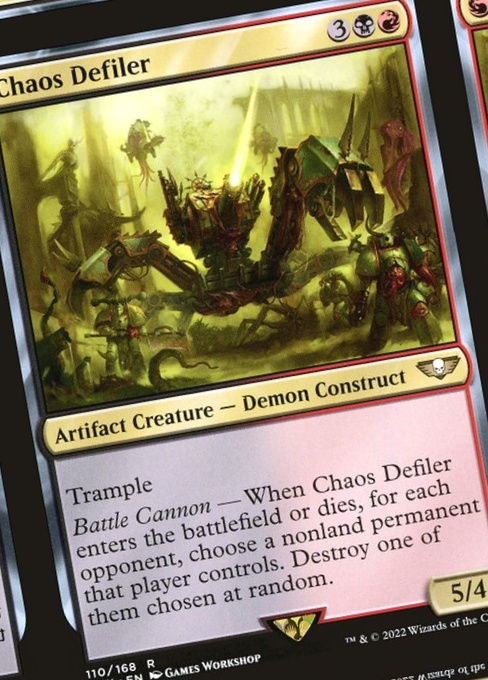 Chaos Defiler
3
Artifact Creature — Demon Construct
Trample
Battle Cannon — When Chaos Defiler
enters the battlefield or dies, for each
opponent, choose a nonland permanent
that player controls. Destroy one of
them chosen at random.
5/4
110/168 R
EN GAMES WORKSHOP
™ & © 2022 Wizards of the C